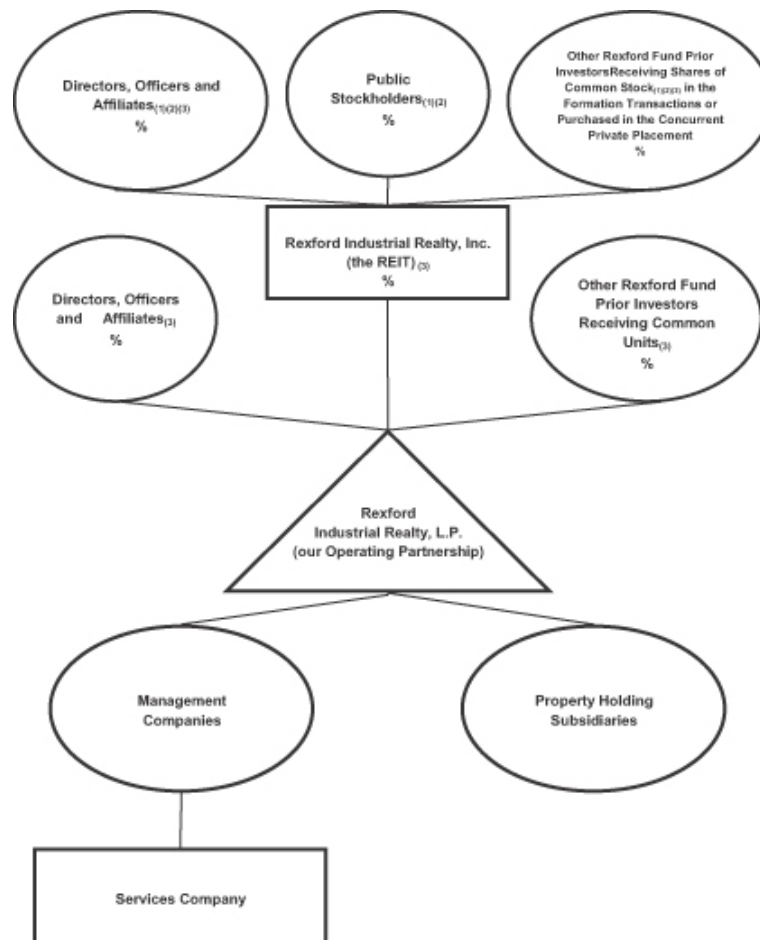 Directors, Officers and
Affiliates(1)(2)(3)
%
Public
Stockholders(1)(2)
%
Other Rexford Fund Prior
InvestorsReceiving Shares of
Common Stock(1)(2)(3) in the
Formation Transactions or
Purchased in the Concurrent
Private Placement
%
Rexford Industrial Realty, Inc.
(the REIT) (3)
%
Directors, Officers
and Affiliates(3)
%
Other Rexford Fund
Prior Investors
Receiving Common
Units(3)
%
Rexford
Industrial Realty, L.P.
(our Operating Partnership)
Management
Companies
Property Holding
Subsidiaries
Services Company